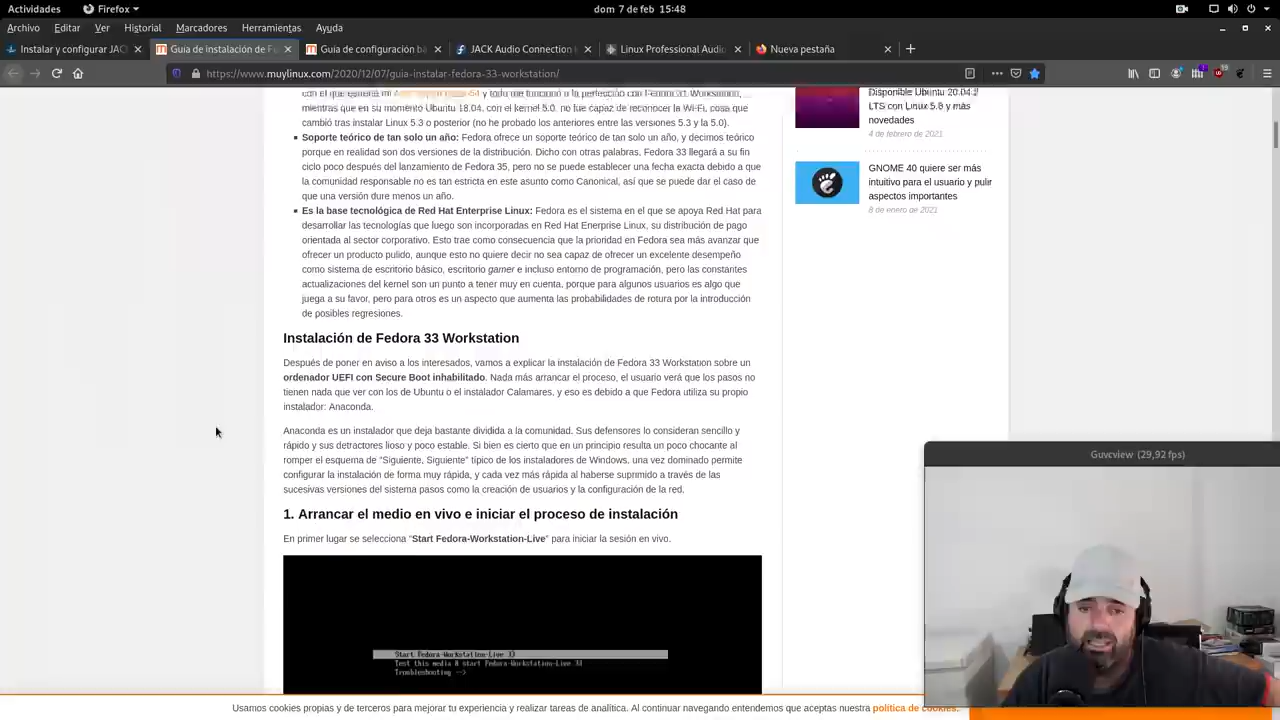 Actividades
Firefox
dom 7 de feb 15:48
Archivo Editar Ver Historial Marcadores Herramientas Ayuda
Instalar y configurar JAC
Guía de instalación de Fe
Guía de configuración bá
JACK Audio Connection K
Linux Professional Audio
Nueva pestaña
https://www.muylinux.com/2020/12/07/guia-instalar-fedora-33-workstation/
19
mientras que en su momento Ubuntu 18.04, con el kernel 5.0, no fue capaz de reconocer la Wi-Fi, cosa que
cambió tras instalar Linux 5.3 o posterior (no he probado los anteriores entre las versiones 5.3 y la 5.0).
Soporte teórico de tan solo un año: Fedora ofrece un soporte teórico de tan solo un año, y decimos teórico
porque en realidad son dos versiones de la distribución. Dicho con otras palabras, Fedora 33 llegará a su fin
ciclo poco después del lanzamiento de Fedora 35, pero no se puede establecer una fecha exacta debido a que
la comunidad responsable no es tan estricta en este asunto como Canonical, así que se puede dar el caso de
que una versión dure menos un año.
Es la base tecnológica de Red Hat Enterprise Linux: Fedora es el sistema en el que se apoya Red Hat para
desarrollar las tecnologías que luego son incorporadas en Red Hat Enerprise Linux, su distribución de pago
orientada al sector corporativo. Esto trae como consecuencia que la prioridad en Fedora sea más avanzar que
ofrecer un producto pulido, aunque esto no quiere decir no sea capaz de ofrecer un excelente desempeño
como sistema de escritorio básico, escritorio gamer e incluso entorno de programación, pero las constantes
actualizaciones del kernel son un punto a tener muy en cuenta, porque para algunos usuarios es algo que
juega a su favor, pero para otros es un aspecto que aumenta las probabilidades de rotura por la introducción
de posibles regresiones.
Instalación de Fedora 33 Workstation
Después de poner en aviso a los interesados, vamos a explicar la instalación de Fedora 33 Workstation sobre un
ordenador UEFI con Secure Boot inhabilitado. Nada más arrancar el proceso, el usuario verá que los pasos no
tienen nada que ver con los de Ubuntu o el instalador Calamares, y eso es debido a que Fedora utiliza su propio
instalador: Anaconda.
Anaconda es un instalador que deja bastante dividida a la comunidad. Sus defensores lo consideran sencillo y
rápido y sus detractores lioso y poco estable. Si bien es cierto que en un principio resulta un poco chocante al
romper el esquema de “Siguiente, Siguiente” típico de los instaladores de Windows, una vez dominado permite
configurar la instalación de forma muy rápida, y cada vez más rápida al haberse suprimido a través de las
sucesivas versiones del sistema pasos como la creación de usuarios y la configuración de la red.
1. Arrancar el medio en vivo e iniciar el proceso de instalación
En primer lugar se selecciona “Start Fedora-Workstation-Live” para iniciar la sesión en vivo.
Start Fedora-Workstation-Live 33
Test this media & start Fedora-Workstation-Live 33
Troubleshooting -->
Disponible Ubuntu 20.04.2
LTS con Linux 5.8 y más
novedades
4 de febrero de 2021
GNOME 40 quiere ser más
intuitivo para el usuario y pulir
aspectos importantes
8 de enero de 2021
Guvcview (29,92 fps)
Usamos cookies propias y de terceros para mejorar tu experiencia y realizar tareas de analítica. Al continuar navegando entendemos que aceptas nuestra política de cookies.